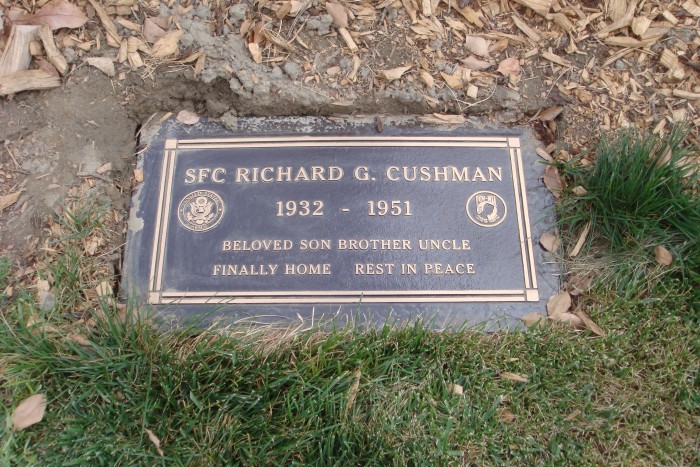 SFC RICHARD G. CUSHMAN
1932 - 1951
BELOVED SON BROTHER UNCLE
FINALLY HOME REST IN PEACE